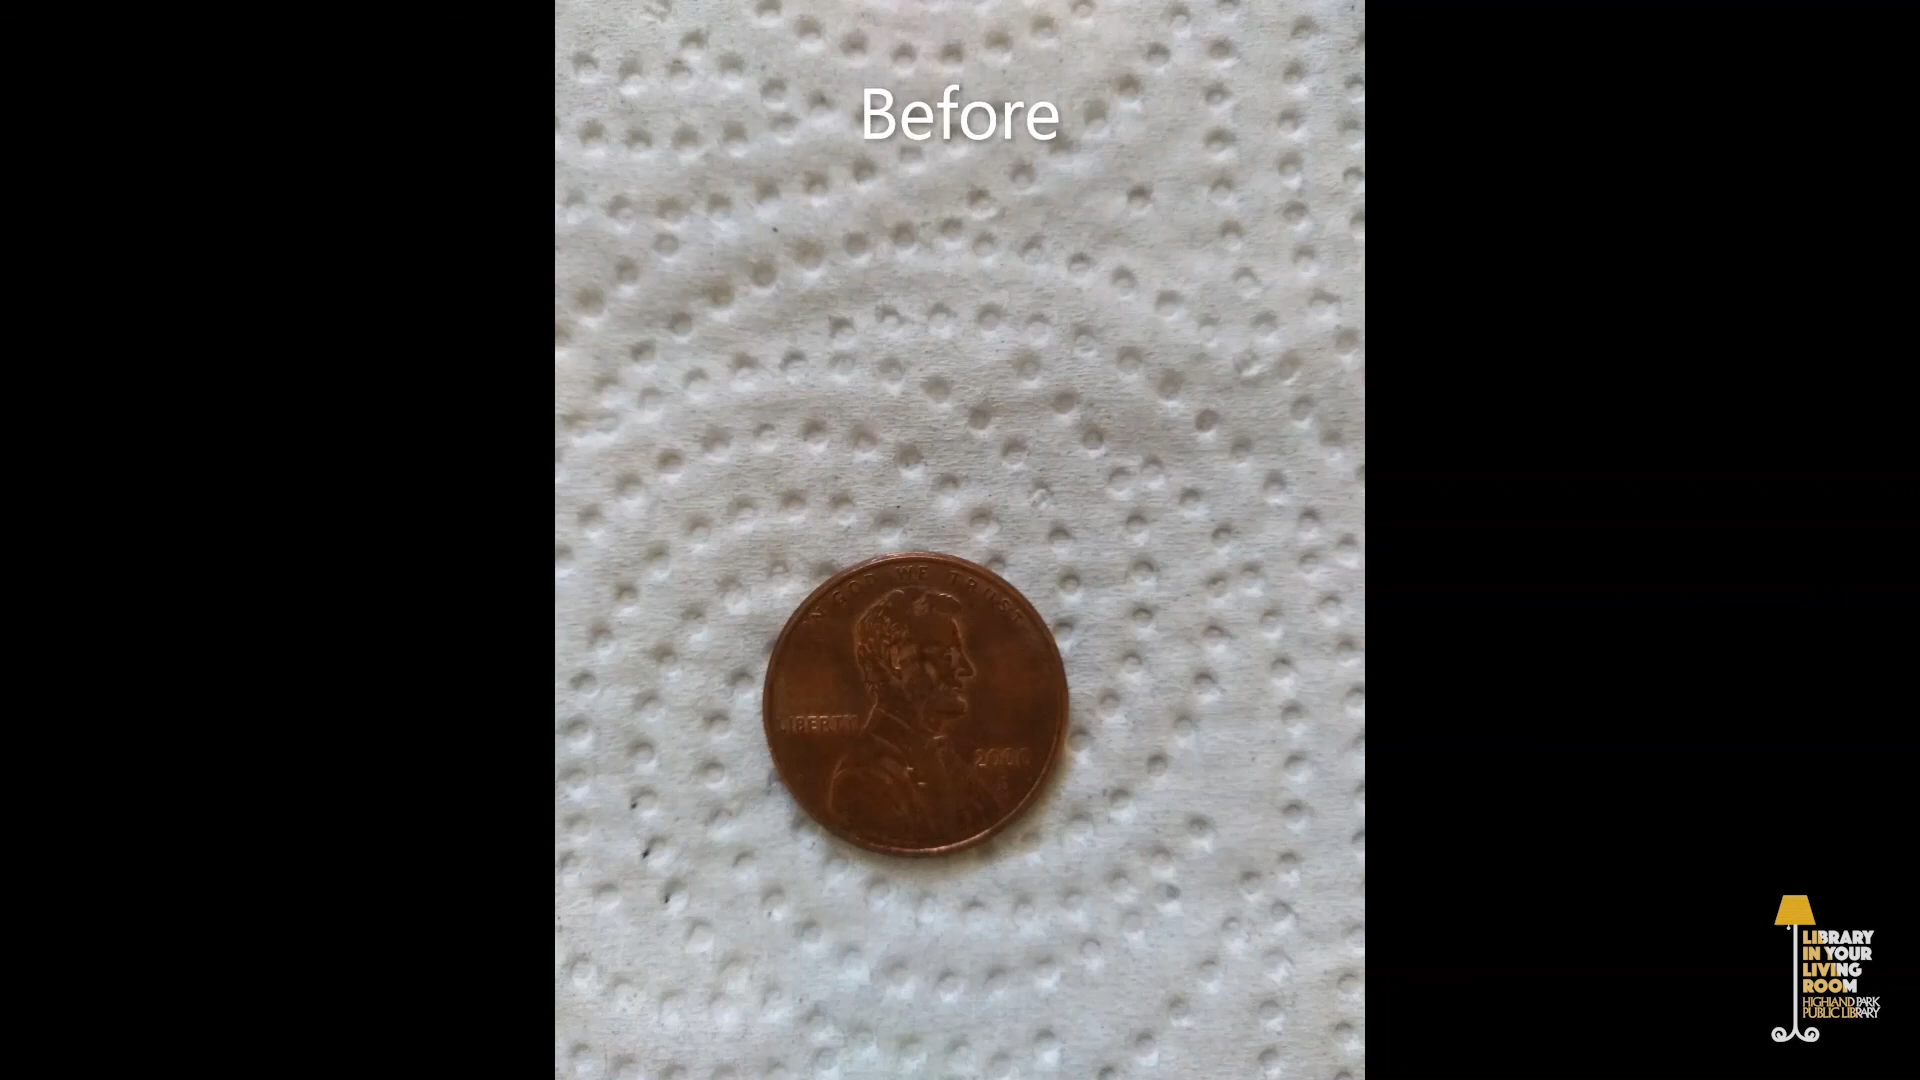 Before
IN GOD WE TRUST
LIBERTY
LIBRARY
IN YOUR
LIVING
ROOM
HIGHLAND PARK
PUBLIC LIBRARY